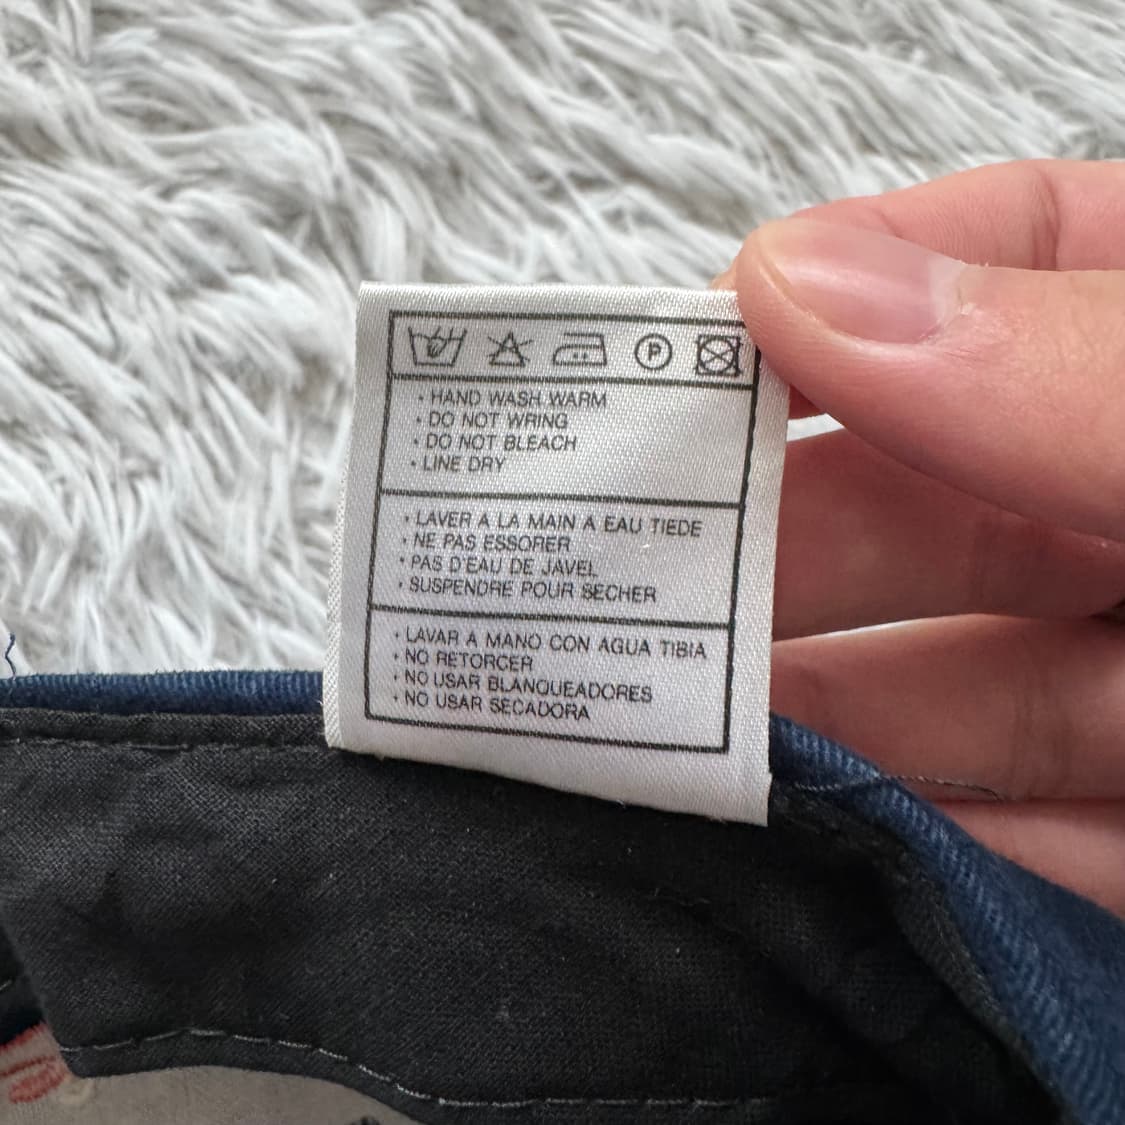 P
• HAND WASH WARM
• DO NOT WRING
• DO NOT BLEACH
• LINE DRY
• LAVER A LA MAIN A EAU TIEDE
• NE PAS ESSORER
• PAS D'EAU DE JAVEL
• SUSPENDRE POUR SECHER
• LAVAR A MANO CON AGUA TIBIA
• NO RETORCER
• NO USAR BLANQUEADORES
• NO USAR SECADORA